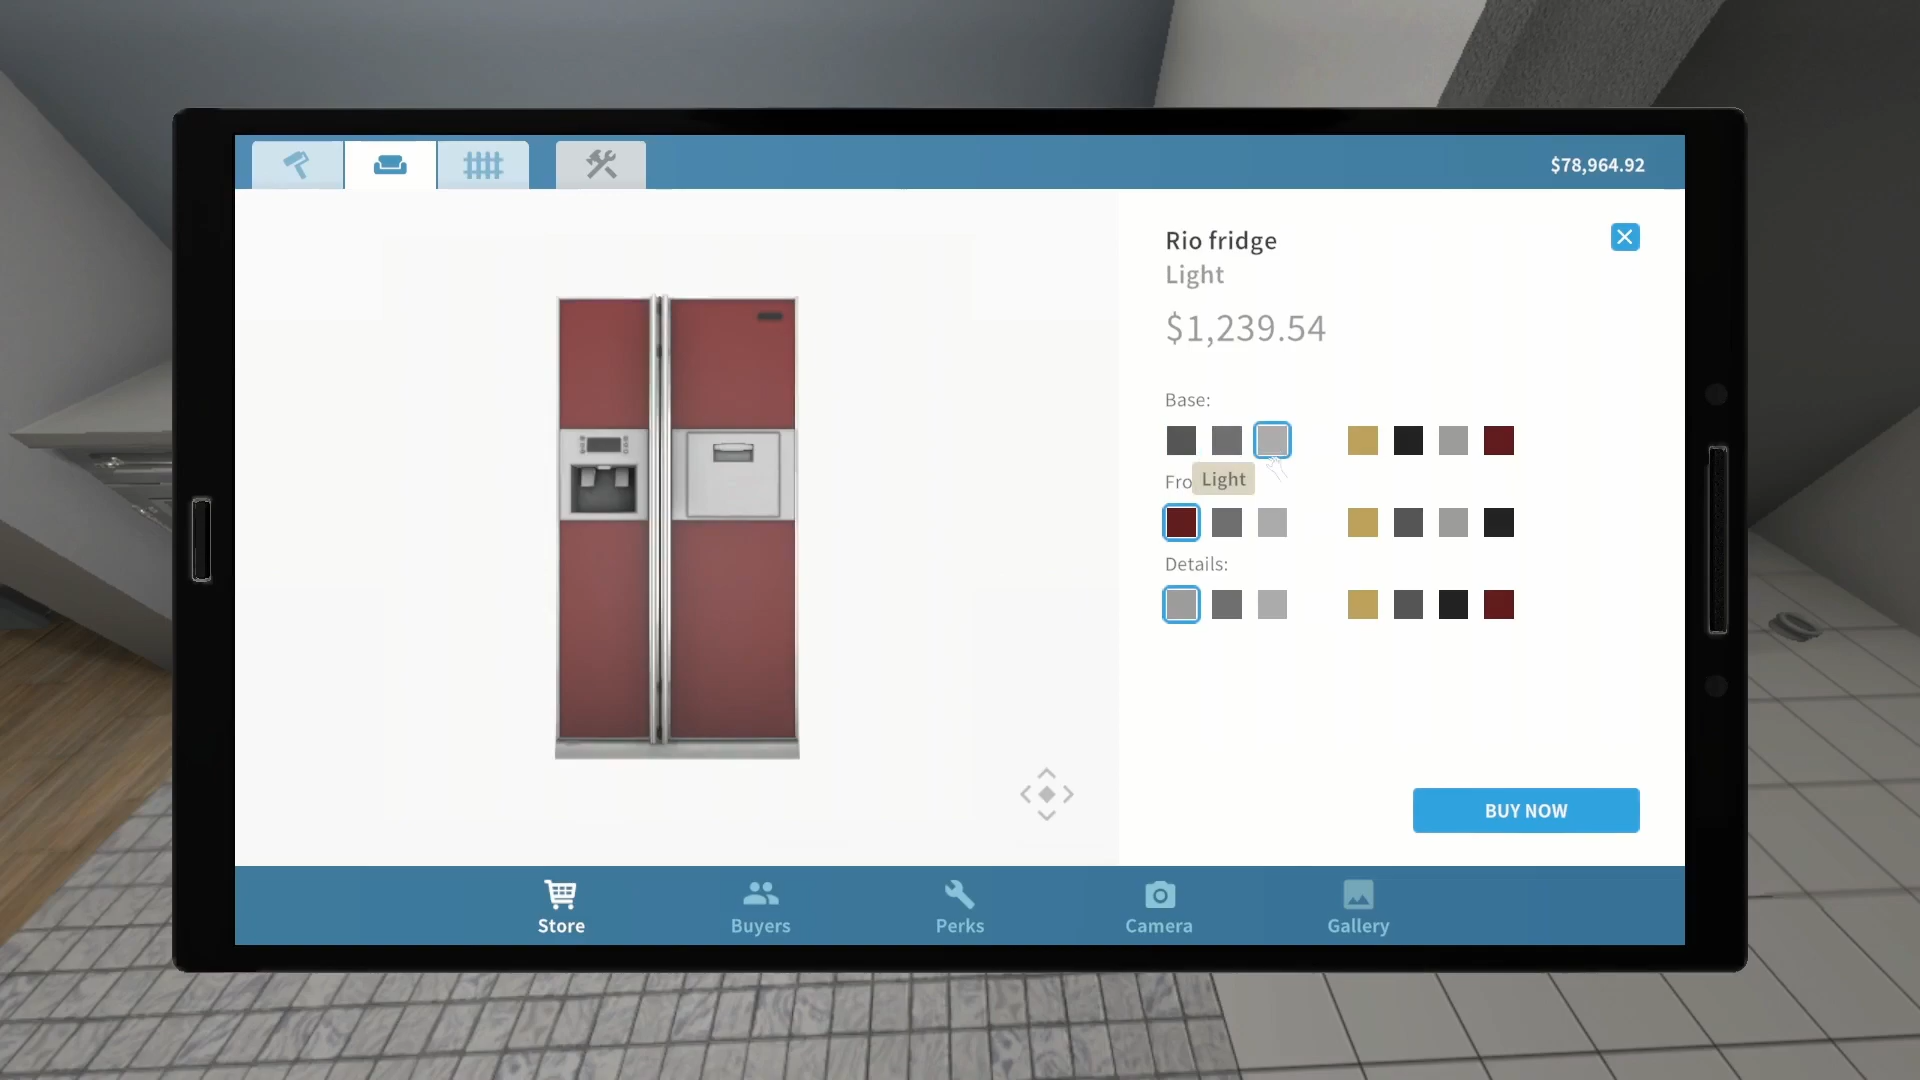 $78,964.92
Rio fridge
Light
$1,239.54
Base:
Light
Fro
Details:
BUY NOW
Store
Buyers
Perks
Camera
Gallery